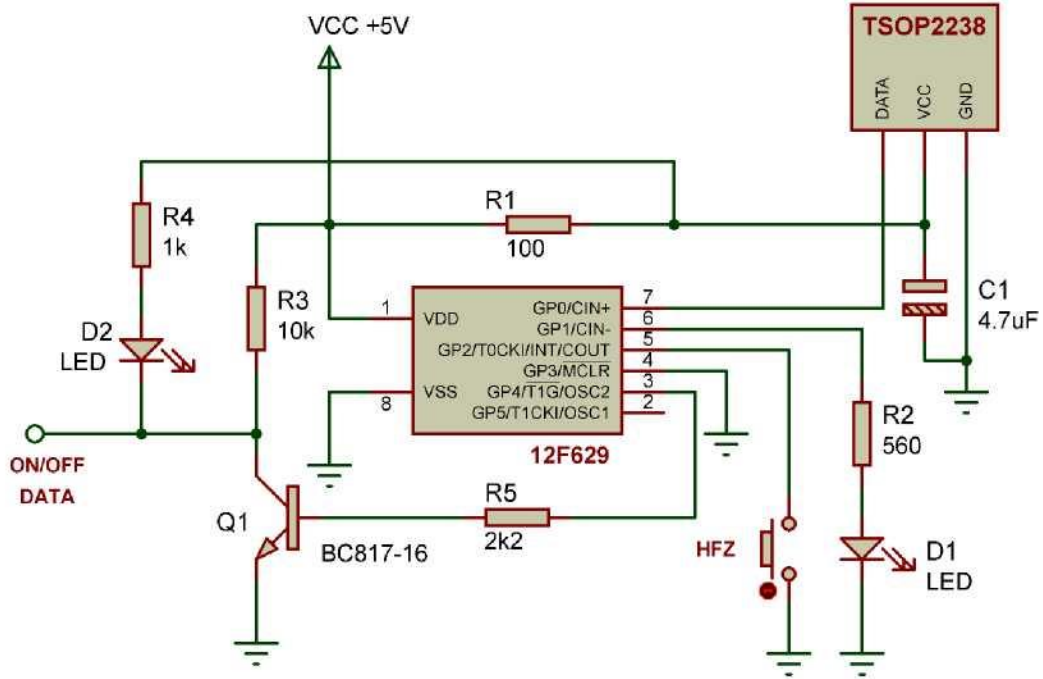 TSOP2238
VCC +5V
DATA
VCC
GND
R4
1k
R1
100
R3
10k
C1
4.7uF
D2
LED
1
VDD
GP0/CIN+
7
GP1/CIN-
6
GP2/T0CKI/INT/COUT
5
GP3/MCLR
4
8
VSS
GP4/T1G/OSC2
3
GP5/T1CKI/OSC1
2
12F629
R2
560
ON/OFF
DATA
Q1
BC817-16
R5
2k2
HFZ
D1
LED